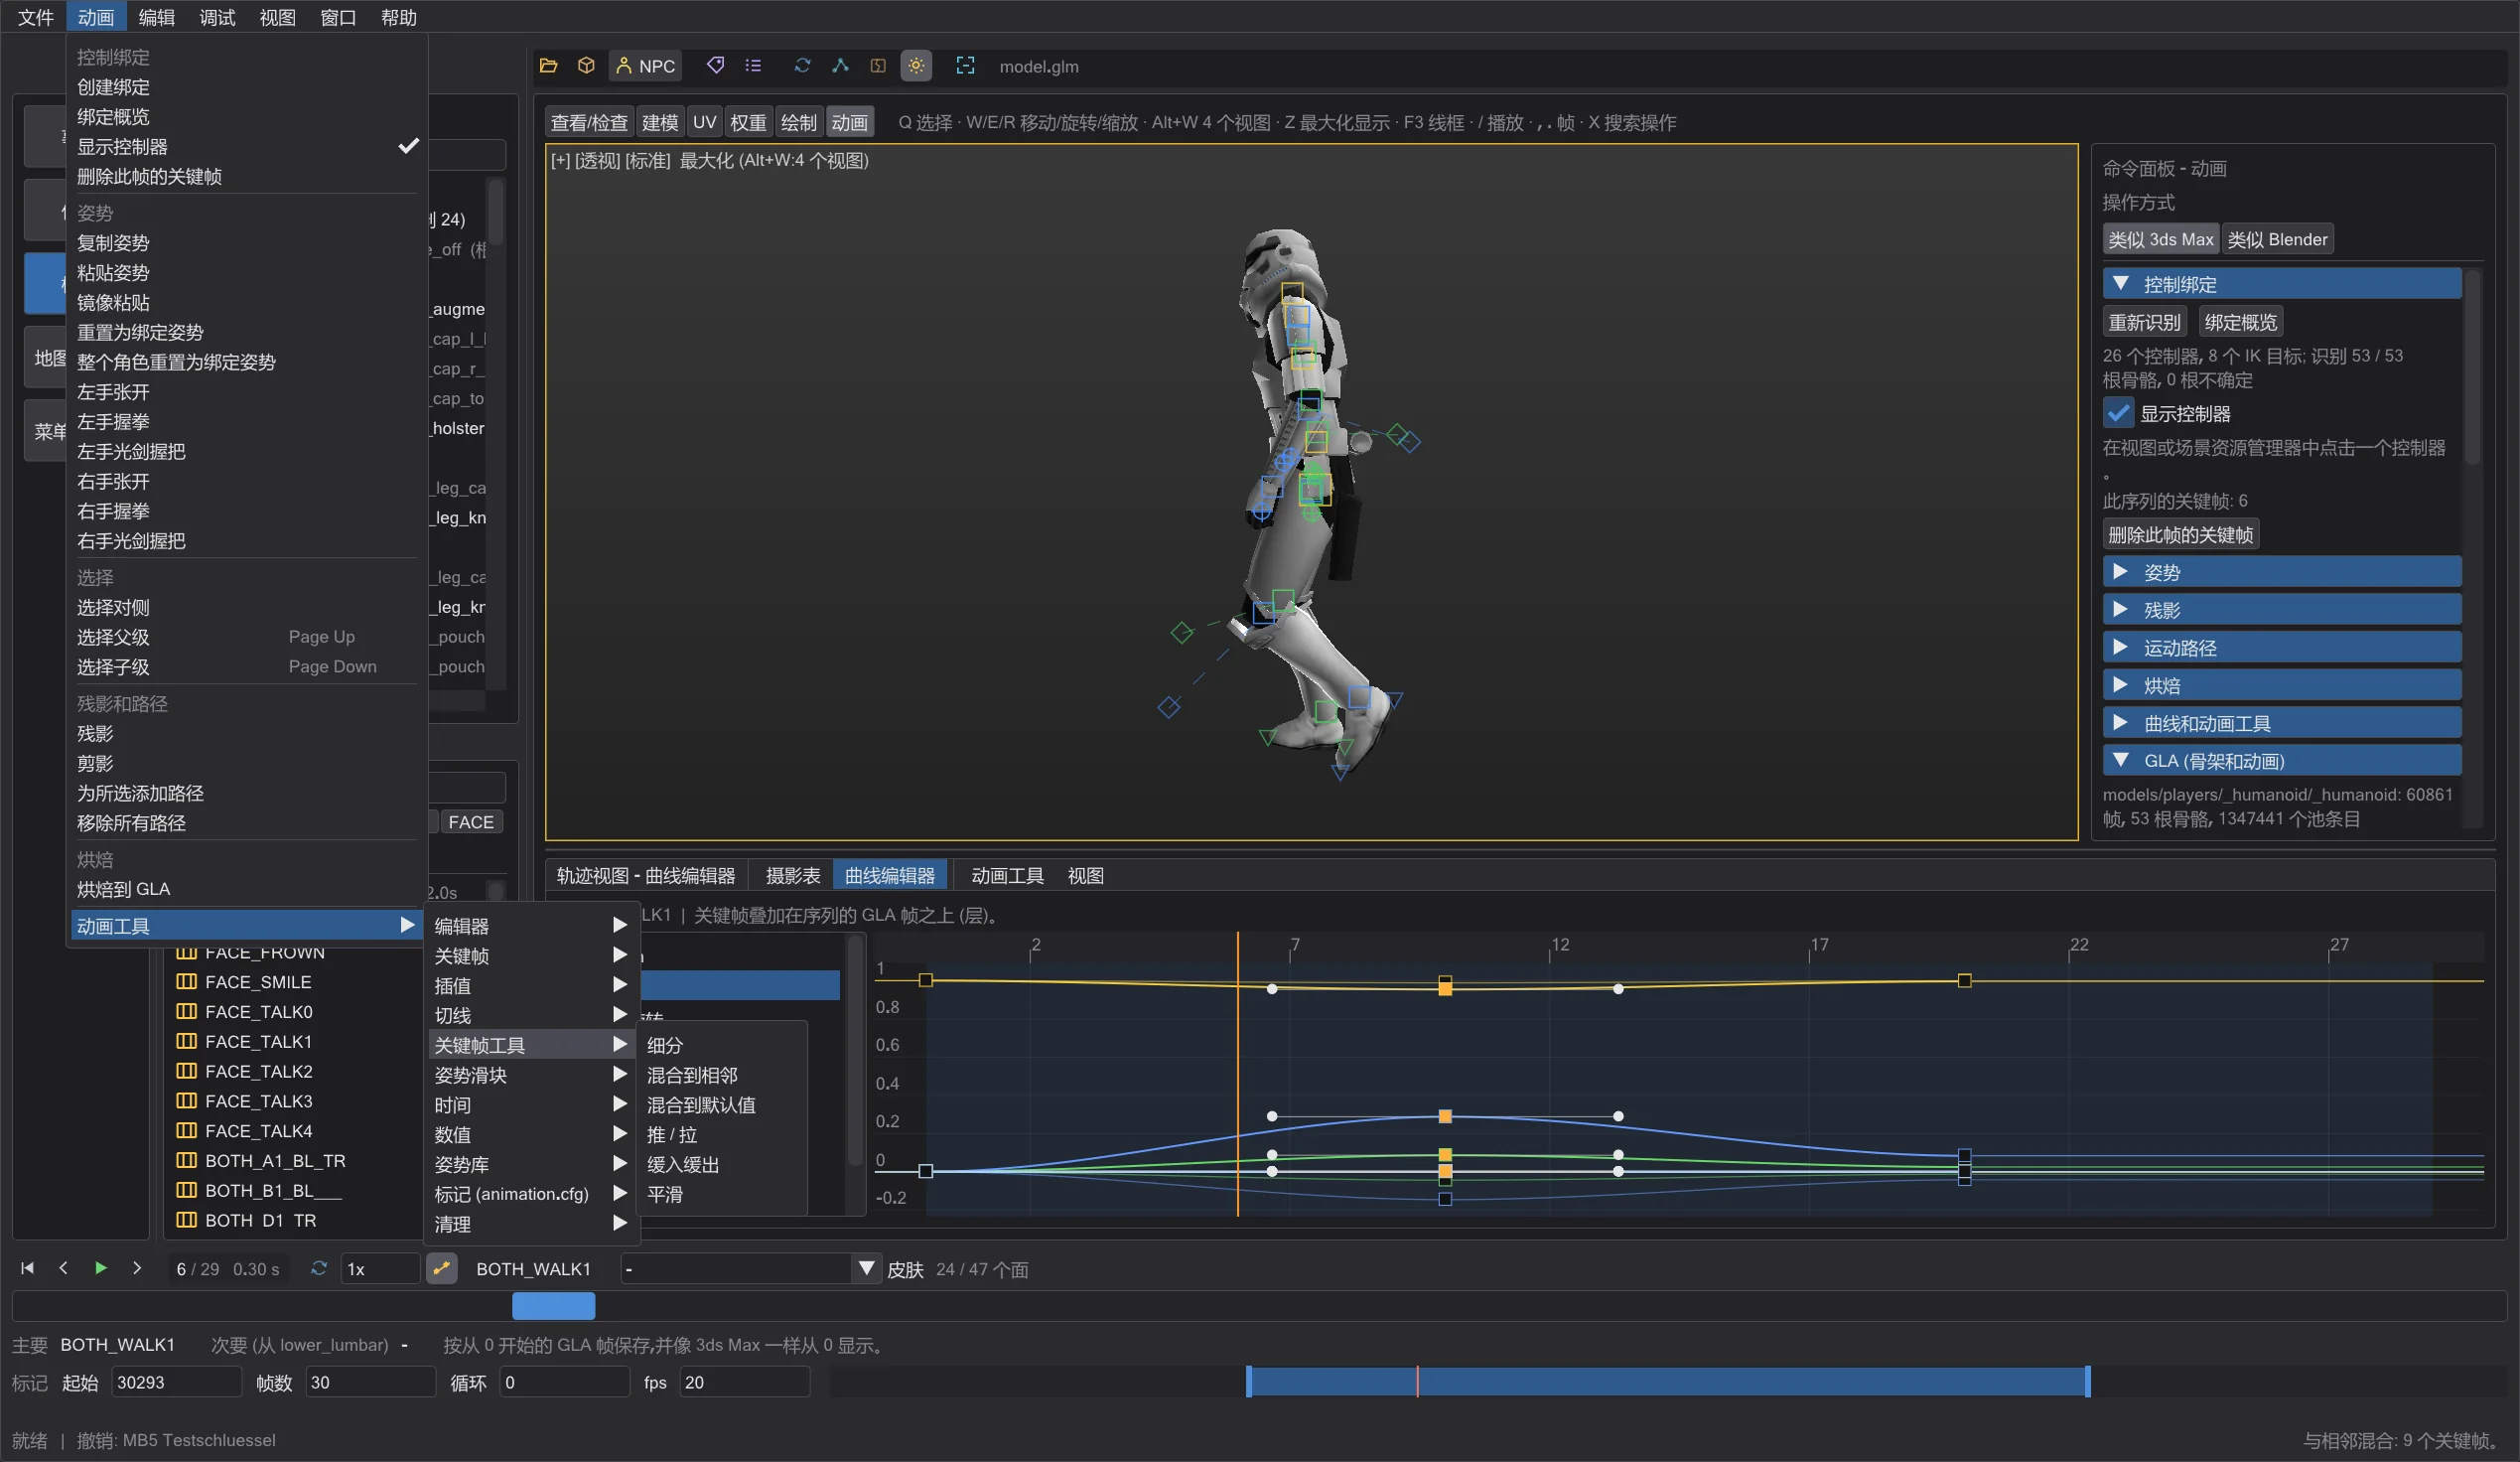 文件 动画 编辑 调试 视图 窗口 帮助
控制绑定
创建绑定
绑定概览
显示控制器
删除此帧的关键帧
姿势
复制姿势
粘贴姿势
镜像粘贴
重置为绑定姿势
整个角色重置为绑定姿势
左手张开
左手握拳
左手光剑握把
右手张开
右手握拳
右手光剑握把
选择
选择对侧
选择父级 Page Up
选择子级 Page Down
残影和路径
残影
剪影
为所选添加路径
移除所有路径
烘焙
烘焙到 GLA
动画工具
编辑器
关键帧
插值
切线
关键帧工具
姿势滑块
时间
数值
姿势库
标记 (animation.cfg)
清理
细分
混合到相邻
混合到默认值
推 / 拉
缓入缓出
平滑
地图
菜单
24)
e_off (根
_augme
_cap_l_l
_cap_r_
_cap_to
_holster
_leg_ca
_leg_kn
_leg_ca
_leg_kn
_pouch
_pouch
FACE
2.0s
FACE_FROWN
FACE_SMILE
FACE_TALK0
FACE_TALK1
FACE_TALK2
FACE_TALK3
FACE_TALK4
BOTH_A1_BL_TR
BOTH_B1_BL___
BOTH_D1_TR
NPC model.glm
查看/检查 建模 UV 权重 绘制 动画 Q 选择 · W/E/R 移动/旋转/缩放 · Alt+W 4 个视图 · Z 最大化显示 · F3 线框 · / 播放 · , . 帧 · X 搜索操作
[+] [透视] [标准] 最大化 (Alt+W:4 个视图)
命令面板 - 动画
操作方式
类似 3ds Max 类似 Blender
控制绑定
重新识别 绑定概览
26 个控制器, 8 个 IK 目标; 识别 53 / 53
根骨骼, 0 根不确定
显示控制器
在视图或场景资源管理器中点击一个控制器
。
此序列的关键帧: 6
删除此帧的关键帧
姿势
残影
运动路径
烘焙
曲线和动画工具
GLA (骨架和动画)
models/players/_humanoid/_humanoid: 60861
帧, 53 根骨骼, 1347441 个池条目
轨迹视图 - 曲线编辑器 摄影表 曲线编辑器 动画工具 视图
LK1 | 关键帧叠加在序列的 GLA 帧之上 (层)。
2 7 12 17 22 27
1
0.8
0.6
0.4
0.2
0
-0.2
6 / 29 0.30 s 1x BOTH_WALK1 - 皮肤 24 / 47 个面
主要 BOTH_WALK1 次要 (从 lower_lumbar) - 按从 0 开始的 GLA 帧保存,并像 3ds Max 一样从 0 显示。
标记 起始 30293 帧数 30 循环 0 fps 20
就绪 | 撤销: MB5 Testschluessel
与相邻混合: 9 个关键帧。